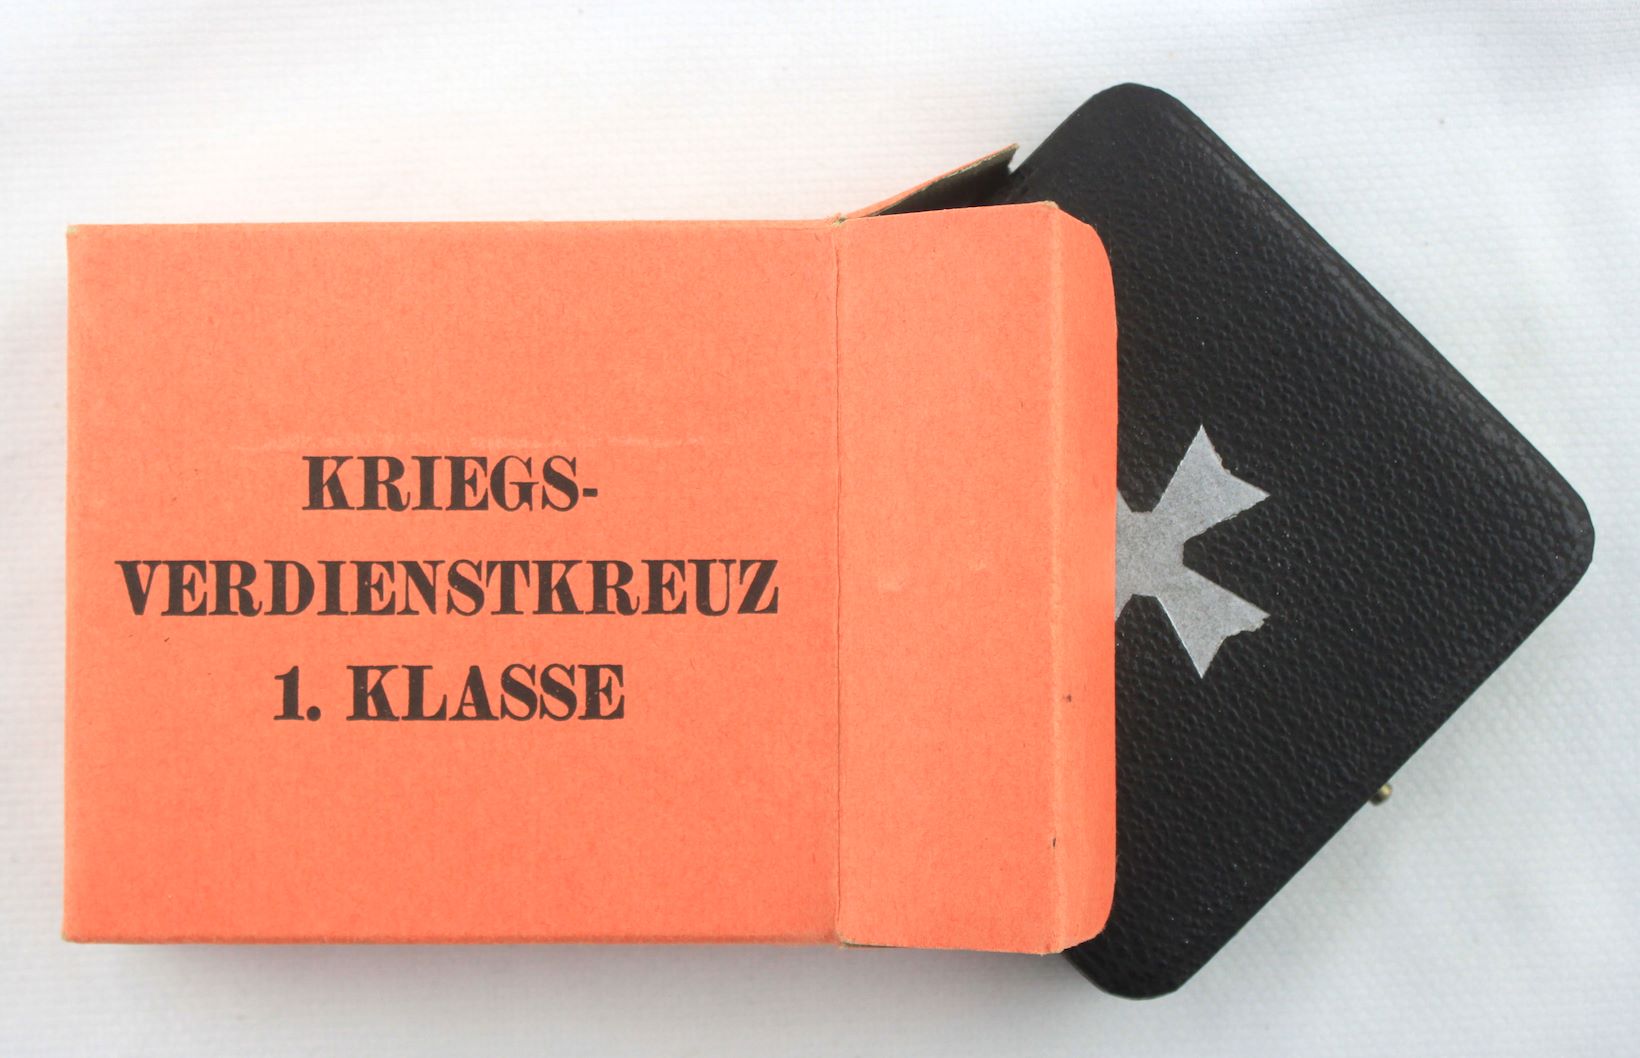 KRIEGS-
VERDIENSTKREUZ
1. KLASSE